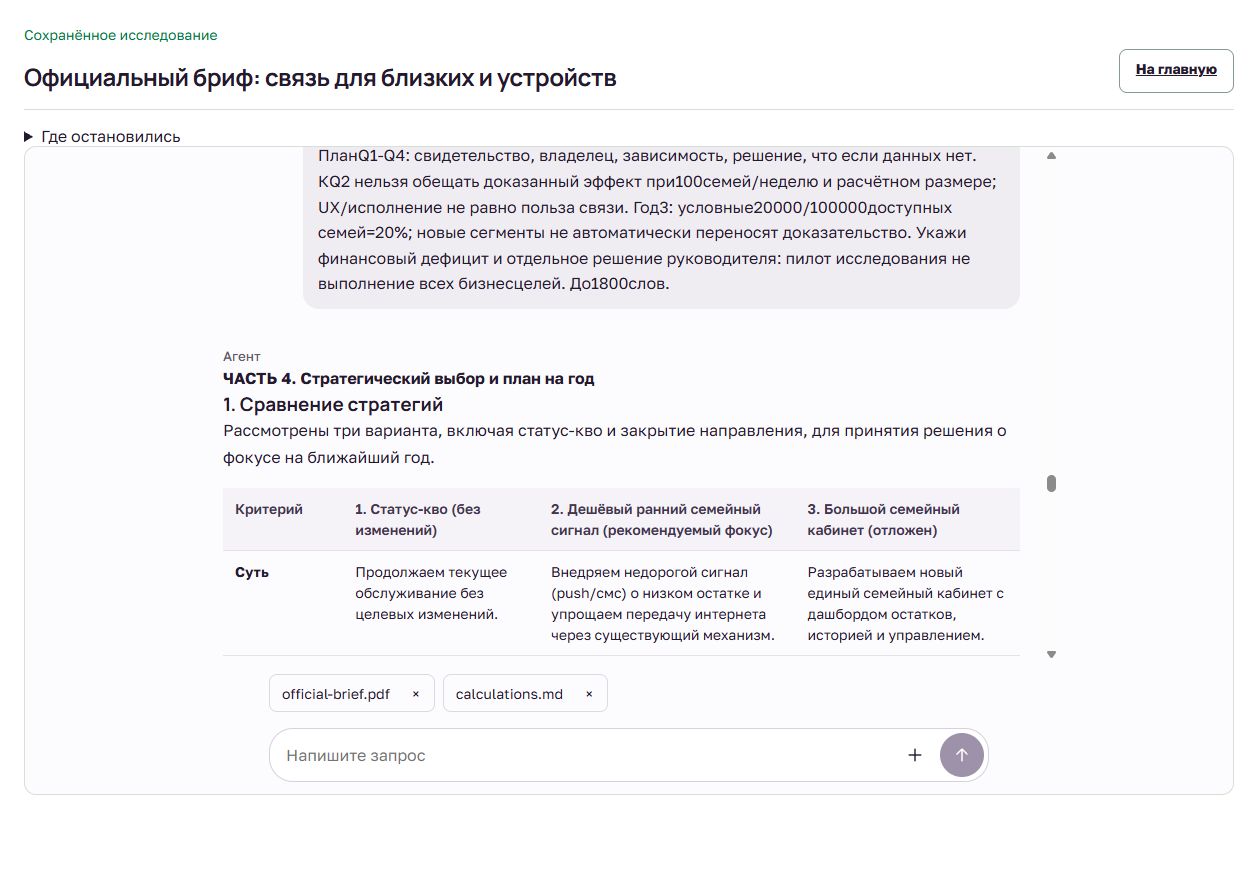 Сохранённое исследование
Официальный бриф: связь для близких и устройств
На главную
Где остановились
ПланQ1-Q4: свидетельство, владелец, зависимость, решение, что если данных нет.
KQ2 нельзя обещать доказанный эффект при100семей/неделю и расчётном размере;
UX/исполнение не равно польза связи. Год3: условные20000/100000доступных
семей=20%; новые сегменты не автоматически переносят доказательство. Укажи
финансовый дефицит и отдельное решение руководителя: пилот исследования не
выполнение всех бизнесцелей. До1800слов.
Агент
ЧАСТЬ 4. Стратегический выбор и план на год
1. Сравнение стратегий
Рассмотрены три варианта, включая статус-кво и закрытие направления, для принятия решения о
фокусе на ближайший год.
Критерий
1. Статус-кво (без
изменений)
2. Дешёвый ранний семейный
сигнал (рекомендуемый фокус)
3. Большой семейный
кабинет (отложен)
Суть
Продолжаем текущее
обслуживание без
целевых изменений.
Внедряем недорогой сигнал
(push/смс) о низком остатке и
упрощаем передачу интернета
через существующий механизм.
Разрабатываем новый
единый семейный кабинет с
дашбордом остатков,
историей и управлением.
official-brief.pdf ×
calculations.md ×
Напишите запрос